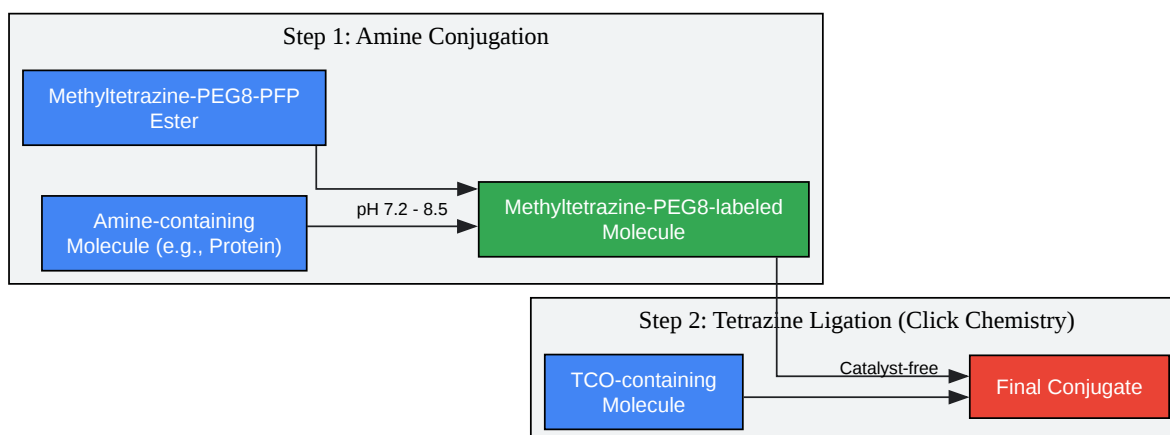 Step 1: Amine Conjugation
Methyltetrazine-PEG8-PFP
Ester
Amine-containing
Molecule (e.g., Protein)
pH 7.2 - 8.5
Methyltetrazine-PEG8-labeled
Molecule
Step 2: Tetrazine Ligation (Click Chemistry)
TCO-containing
Molecule
Catalyst-free
Final Conjugate